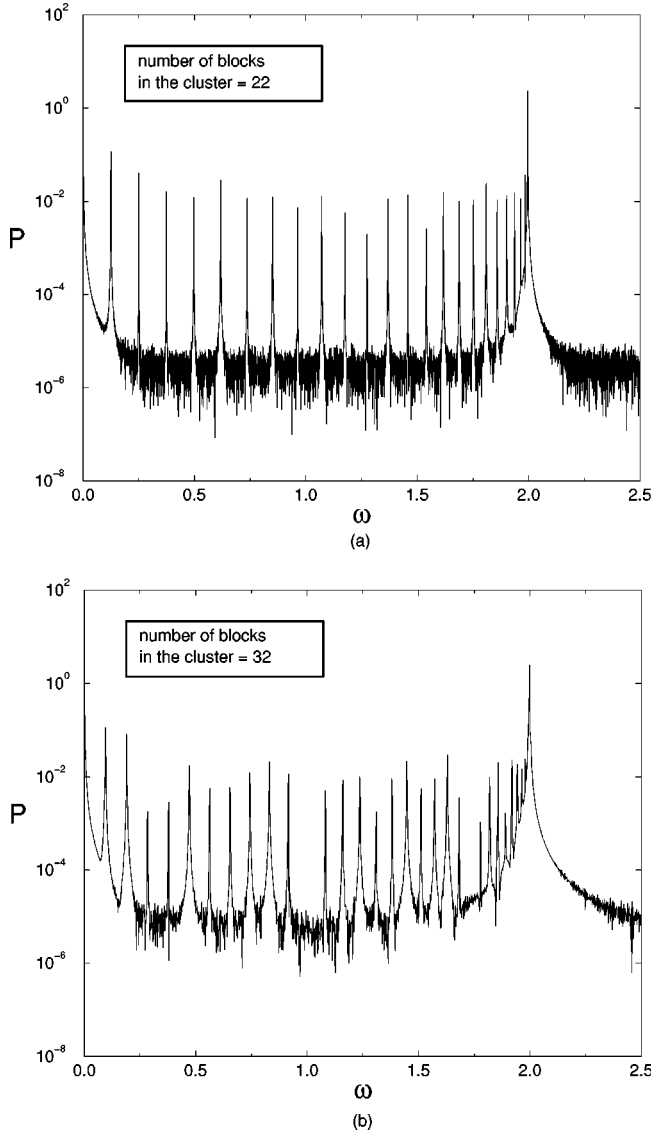 10^2
number of blocks
in the cluster = 22
10^0
10^-2
P
10^-4
10^-6
10^-8
0.0 0.5 1.0 1.5 2.0 2.5
ω
(a)
10^2
number of blocks
in the cluster = 32
10^0
10^-2
P
10^-4
10^-6
10^-8
0.0 0.5 1.0 1.5 2.0 2.5
ω
(b)